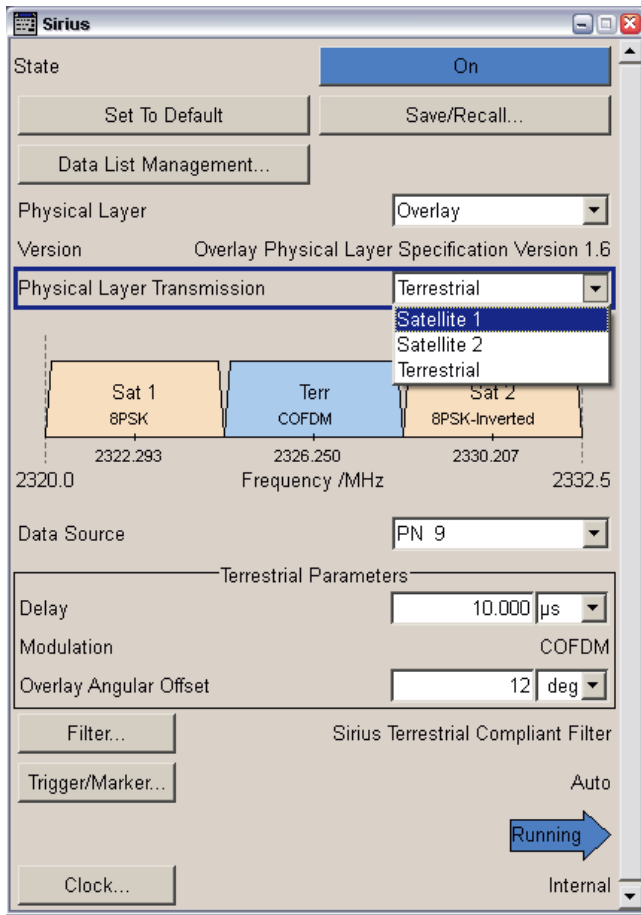 Sirius
State On
Set To Default Save/Recall...
Data List Management...
Physical Layer Overlay
Version Overlay Physical Layer Specification Version 1.6
Physical Layer Transmission Terrestrial
Satellite 1
Satellite 2
Terrestrial
Sat 1 Terr Sat 2
8PSK COFDM 8PSK-Inverted
2322.293 2326.250 2330.207
2320.0 Frequency /MHz 2332.5
Data Source PN 9
Terrestrial Parameters
Delay 10.000 µs
Modulation COFDM
Overlay Angular Offset 12 deg
Filter... Sirius Terrestrial Compliant Filter
Trigger/Marker... Auto
Running
Clock... Internal